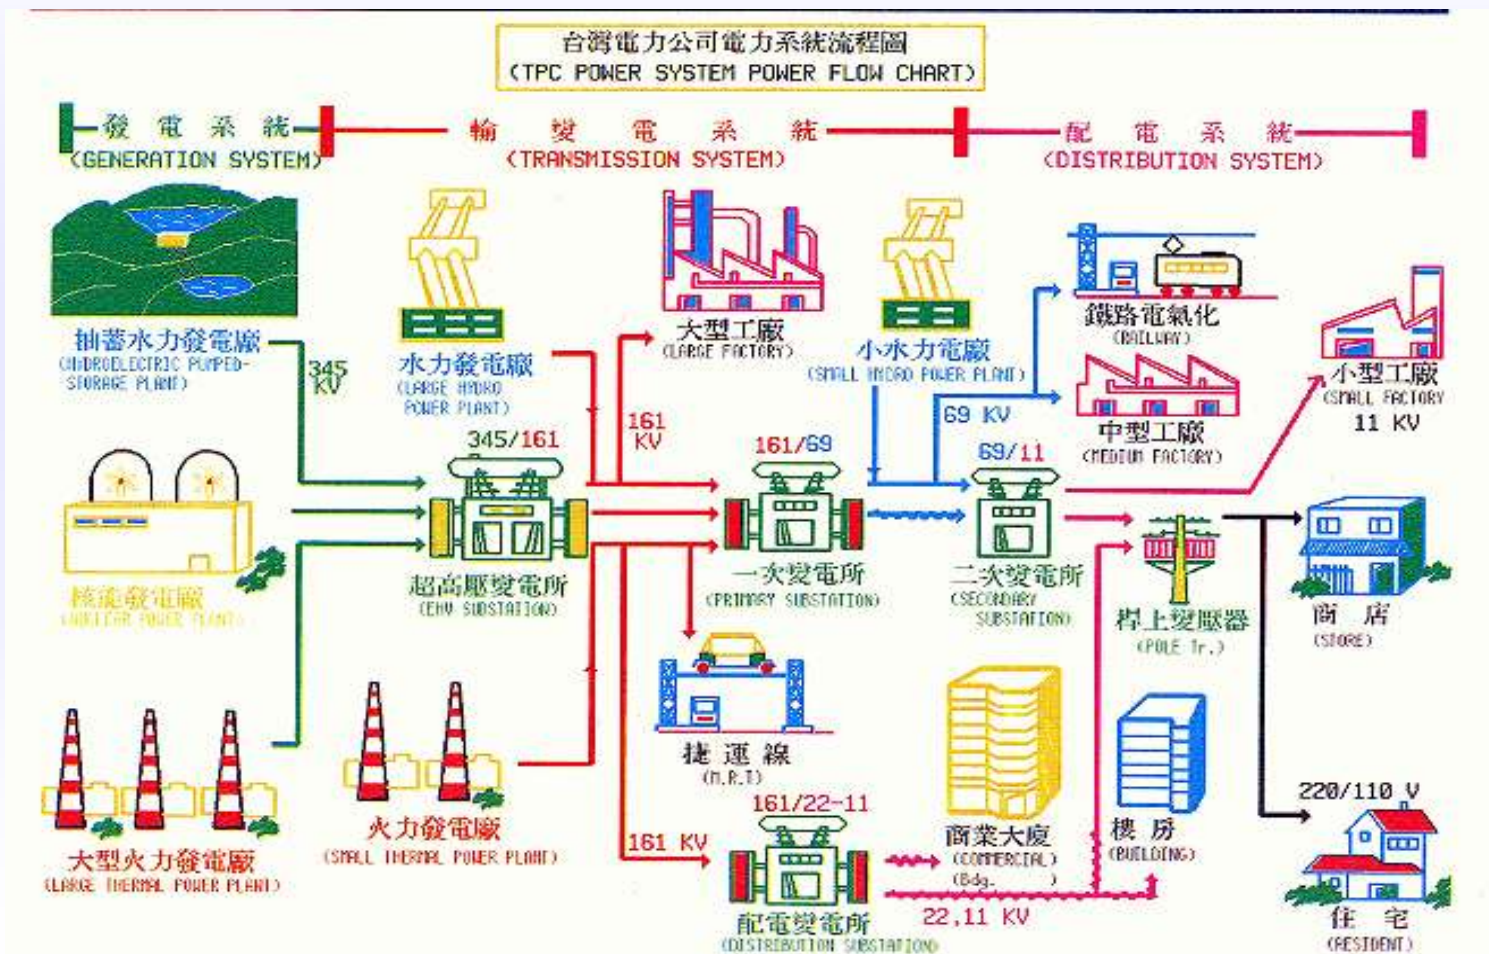 台灣電力公司電力系統流程圖
(TPC POWER SYSTEM POWER FLOW CHART)
發電系統
(GENERATION SYSTEM)
輸變電系統
(TRANSMISSION SYSTEM)
配電系統
(DISTRIBUTION SYSTEM)
抽蓄水力發電廠
(HYDROELECTRIC PUMPED-
STORAGE PLANT)
345
KV
水力發電廠
(LARGE HYDRO
POWER PLANT)
大型工廠
(LARGE FACTORY)
小水力電廠
(SMALL HYDRO POWER PLANT)
鐵路電氣化
(RAILWAY)
小型工廠
(SMALL FACTORY
11 KV
69 KV
中型工廠
(MEDIUM FACTORY)
345/161
161
KV
161/69
69/11
核能發電廠
(NUCLEAR POWER PLANT)
超高壓變電所
(EHV SUBSTATION)
一次變電所
(PRIMARY SUBSTATION)
二次變電所
(SECONDARY
SUBSTATION)
桿上變壓器
(POLE Tr.)
商店
(STORE)
捷運線
(M.R.T)
大型火力發電廠
(LARGE THERMAL POWER PLANT)
火力發電廠
(SMALL THERMAL POWER PLANT)
161 KV
161/22-11
配電變電所
(DISTRIBUTION SUBSTATION)
商業大廈
(COMMERCIAL)
(Bdg. )
樓房
(BUILDING)
22,11 KV
220/110 V
住宅
(RESIDENT)